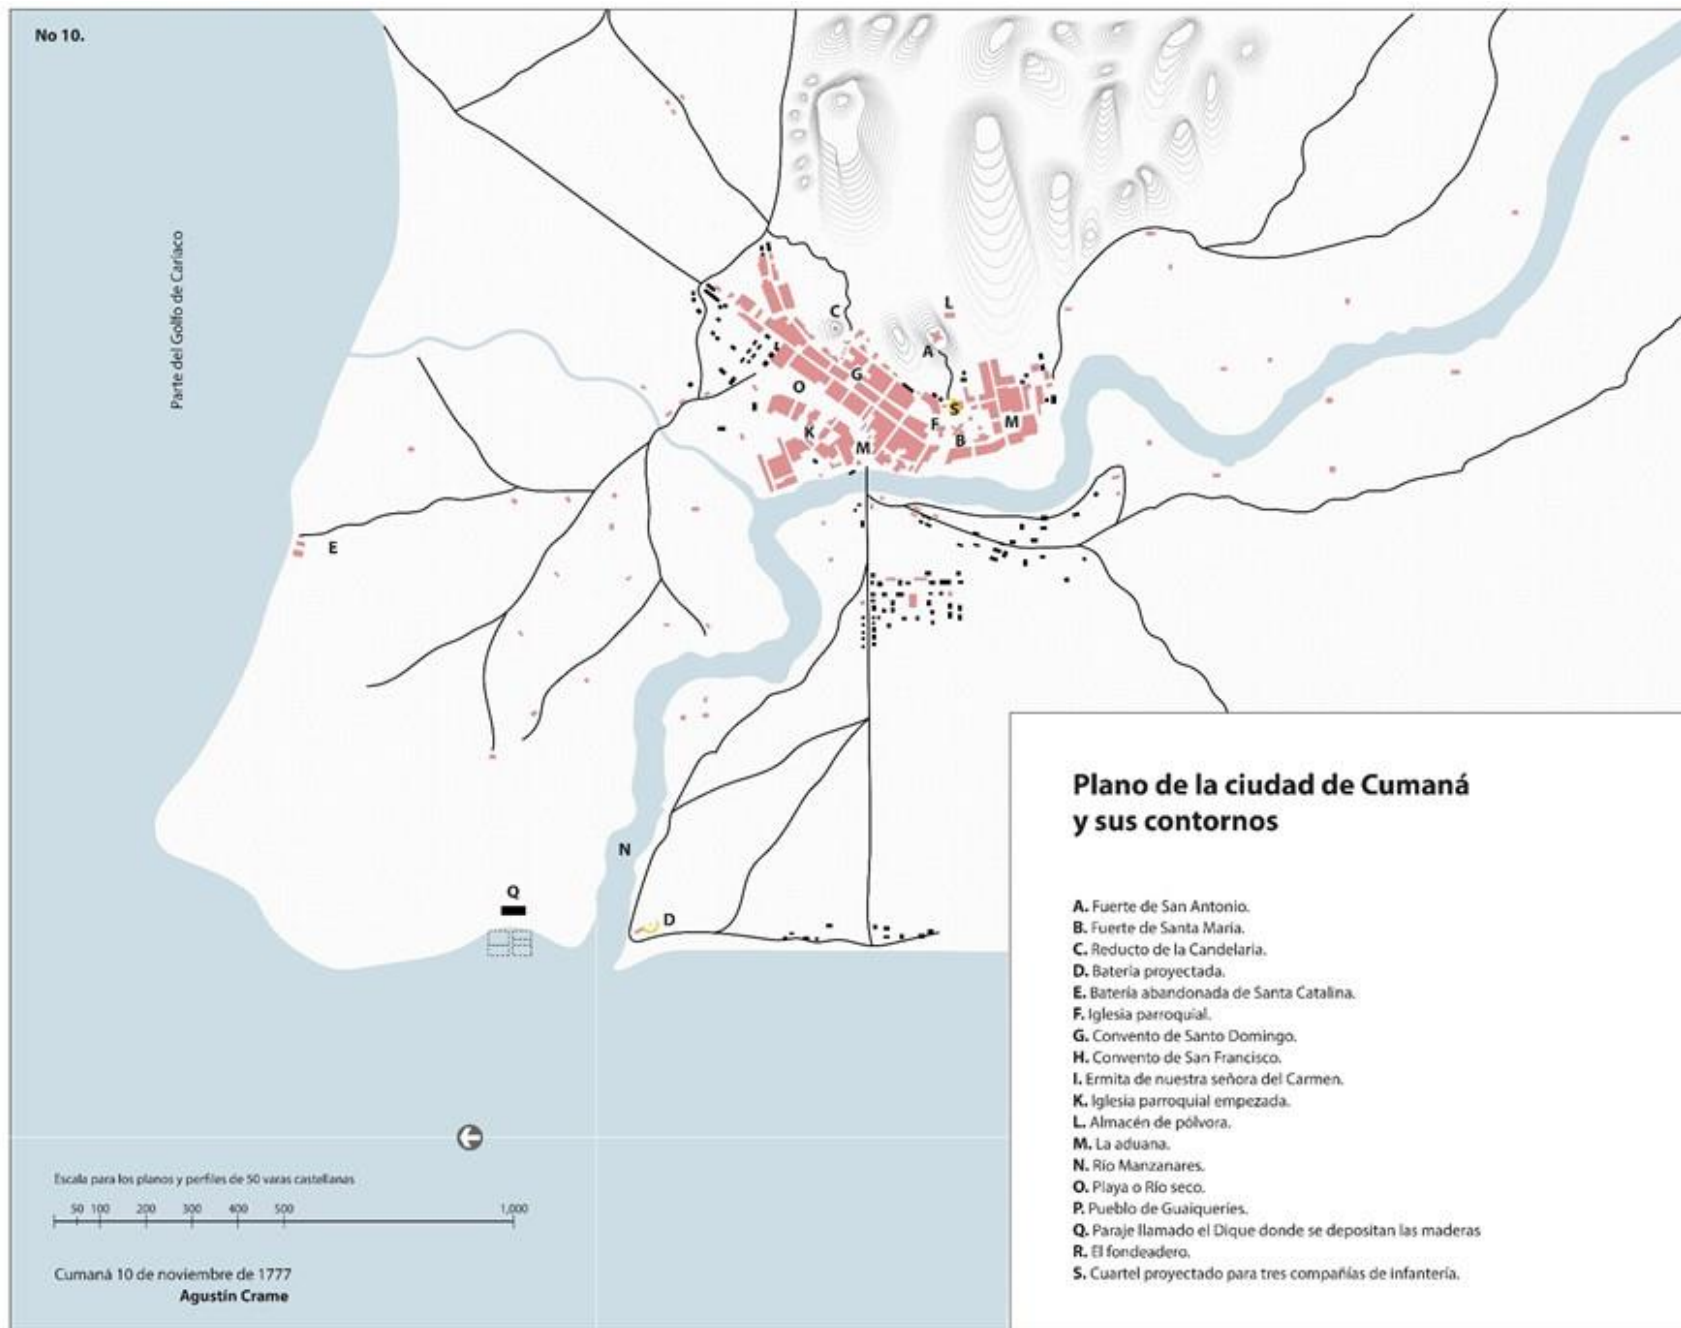 No 10.
Parte del Golfo de Cariaco
C
L
A
G
O
S
F
M
K
B
M
E
N
Q
D
Plano de la ciudad de Cumaná
y sus contornos
A. Fuerte de San Antonio.
B. Fuerte de Santa María.
C. Reducto de la Candelaria.
D. Batería proyectada.
E. Batería abandonada de Santa Catalina.
F. Iglesia parroquial.
G. Convento de Santo Domingo.
H. Convento de San Francisco.
I. Ermita de nuestra señora del Carmen.
K. Iglesia parroquial empezada.
L. Almacén de pólvora.
M. La aduana.
N. Río Manzanares.
O. Playa o Río seco.
P. Pueblo de Guaiqueríes.
Q. Paraje llamado el Dique donde se depositan las maderas
R. El fondeadero.
S. Cuartel proyectado para tres compañías de infantería.
Escala para los planos y perfiles de 50 varas castellanas
50 100 200 300 400 500 1,000
Cumaná 10 de noviembre de 1777
Agustín Crame